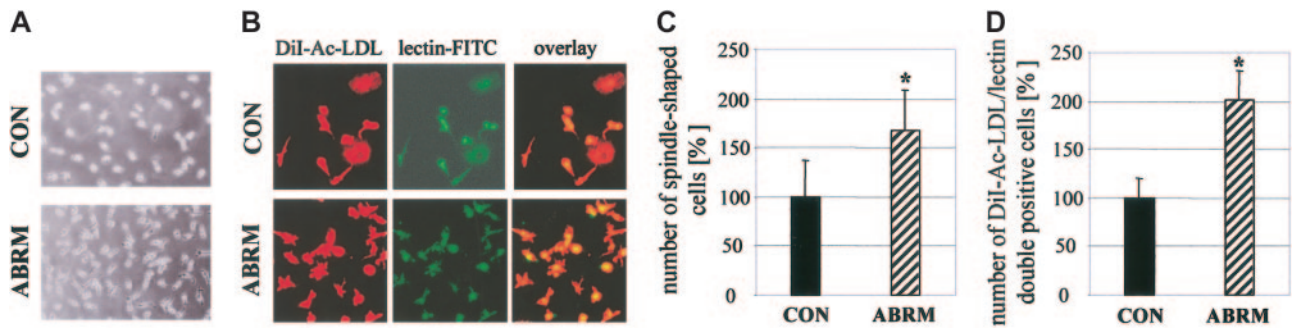 A
CON
ABRM
B
DiI-Ac-LDL lectin-FITC overlay
CON
ABRM
C
number of spindle-shaped
cells [% ]
250
200
150
100
50
0
*
CON ABRM
D
number of DiI-Ac-LDL/lectin
double positive cells [% ]
250
200
150
100
50
0
*
CON ABRM